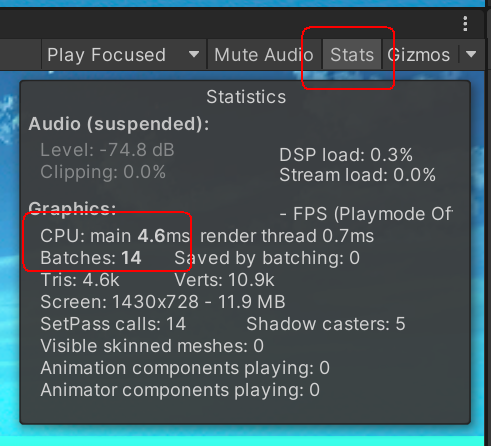 Play Focused Mute Audio Stats Gizmos
Statistics
Audio (suspended):
Level: -74.8 dB DSP load: 0.3%
Clipping: 0.0% Stream load: 0.0%
Graphics: - FPS (Playmode Of
CPU: main 4.6ms render thread 0.7ms
Batches: 14 Saved by batching: 0
Tris: 4.6k Verts: 10.9k
Screen: 1430x728 - 11.9 MB
SetPass calls: 14 Shadow casters: 5
Visible skinned meshes: 0
Animation components playing: 0
Animator components playing: 0